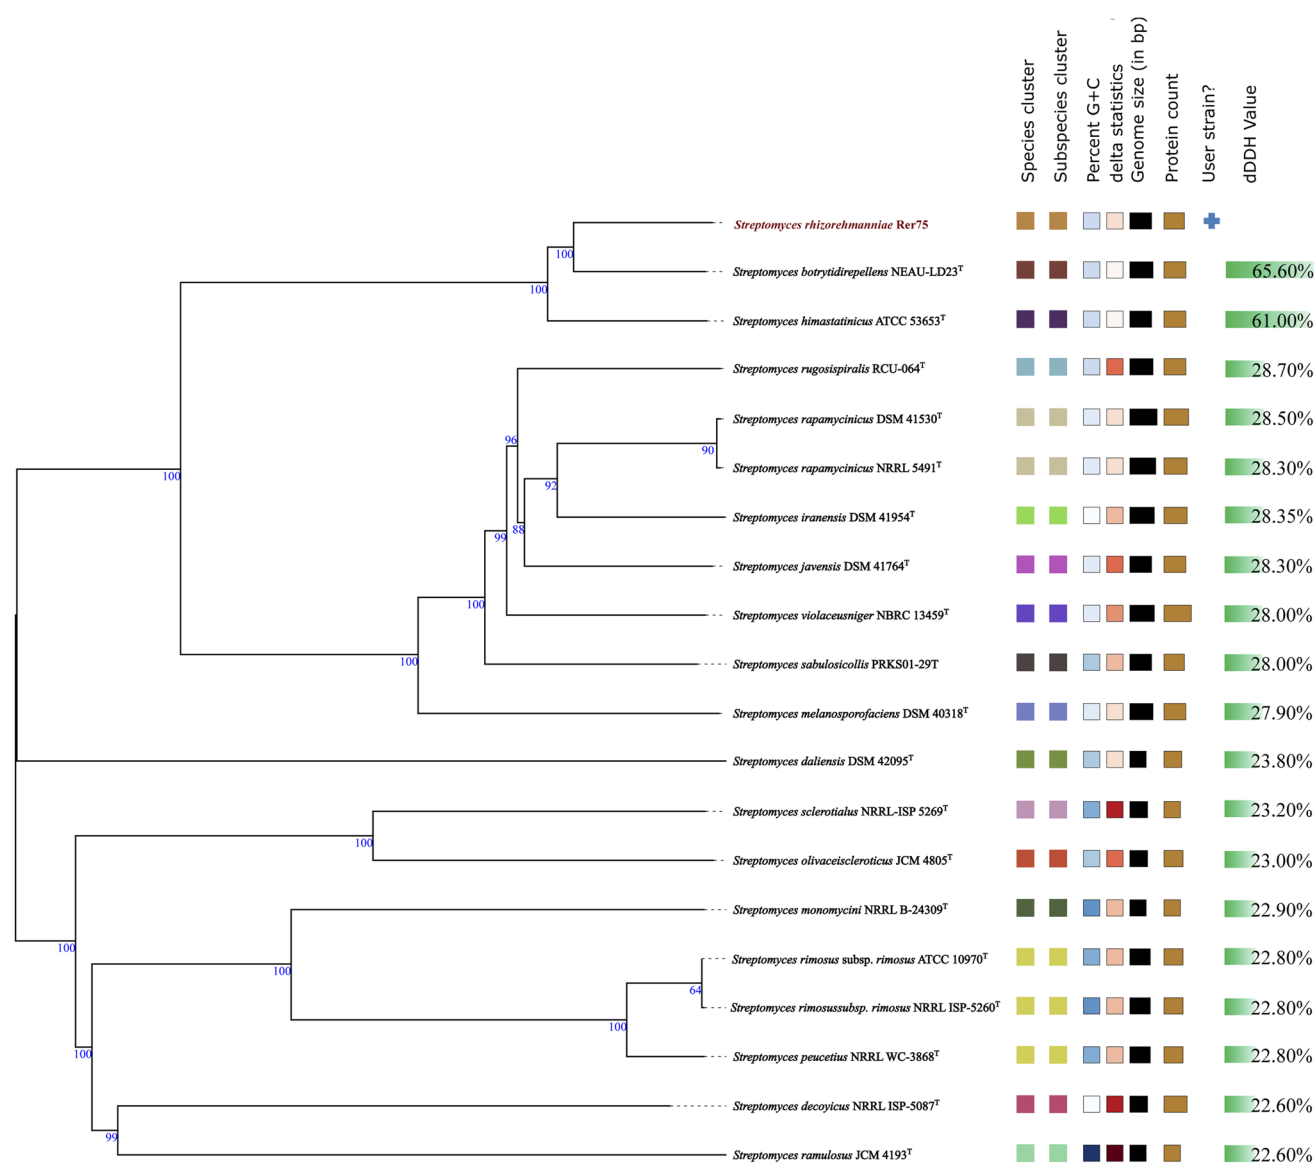 Species cluster
Subspecies cluster
Percent G+C
delta statistics
Genome size (in bp)
Protein count
User strain?
dDDH Value
Streptomyces rhizorehmanniae Rer75
100
Streptomyces botrytidirepellens NEAU-LD23ᵀ 65.60%
100
Streptomyces himastatinicus ATCC 53653ᵀ 61.00%
Streptomyces rugosispiralis RCU-064ᵀ 28.70%
Streptomyces rapamycinicus DSM 41530ᵀ 28.50%
96
90
Streptomyces rapamycinicus NRRL 5491ᵀ 28.30%
100
92
Streptomyces iranensis DSM 41954ᵀ 28.35%
88
99
Streptomyces javensis DSM 41764ᵀ 28.30%
100
Streptomyces violaceusniger NBRC 13459ᵀ 28.00%
100
Streptomyces sabulosicollis PRKS01-29T 28.00%
Streptomyces melanosporofaciens DSM 40318ᵀ 27.90%
Streptomyces daliensis DSM 42095ᵀ 23.80%
Streptomyces sclerotialus NRRL-ISP 5269ᵀ 23.20%
100
Streptomyces olivaceiscleroticus JCM 4805ᵀ 23.00%
Streptomyces monomycini NRRL B-24309ᵀ 22.90%
100
Streptomyces rimosus subsp. rimosus ATCC 10970ᵀ 22.80%
100
64
Streptomyces rimosussubsp. rimosus NRRL ISP-5260ᵀ 22.80%
100
100
Streptomyces peucetius NRRL WC-3868ᵀ 22.80%
Streptomyces decoyicus NRRL ISP-5087ᵀ 22.60%
99
Streptomyces ramulosus JCM 4193ᵀ 22.60%